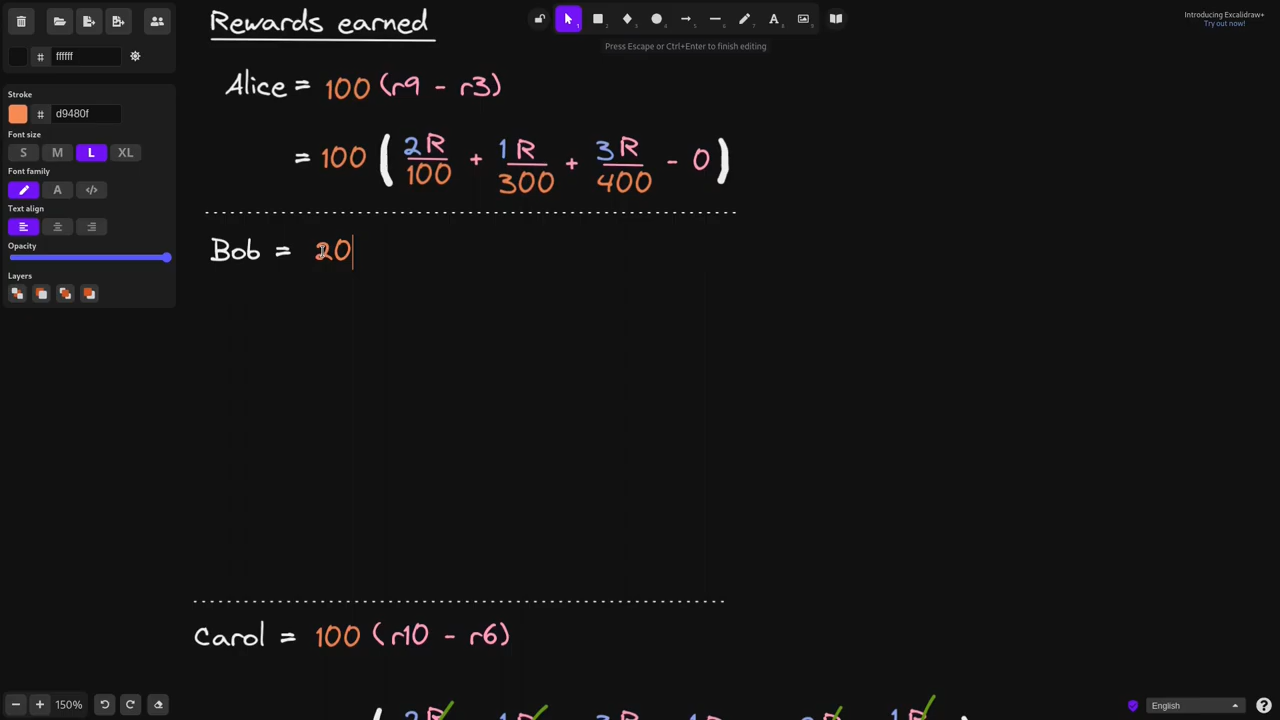 Rewards earned
Introducing Excalidraw+
Try out now!
Press Escape or Ctrl+Enter to finish editing
# ffffff
Stroke
# d9480f
Font size
S M L XL
Font family
A </>
Text align
Opacity
Layers
Alice = 100 (r9 - r3)
= 100 ( 2R/100 + 1R/300 + 3R/400 - 0 )
Bob = 20
Carol = 100 (r10 - r6)
150%
English